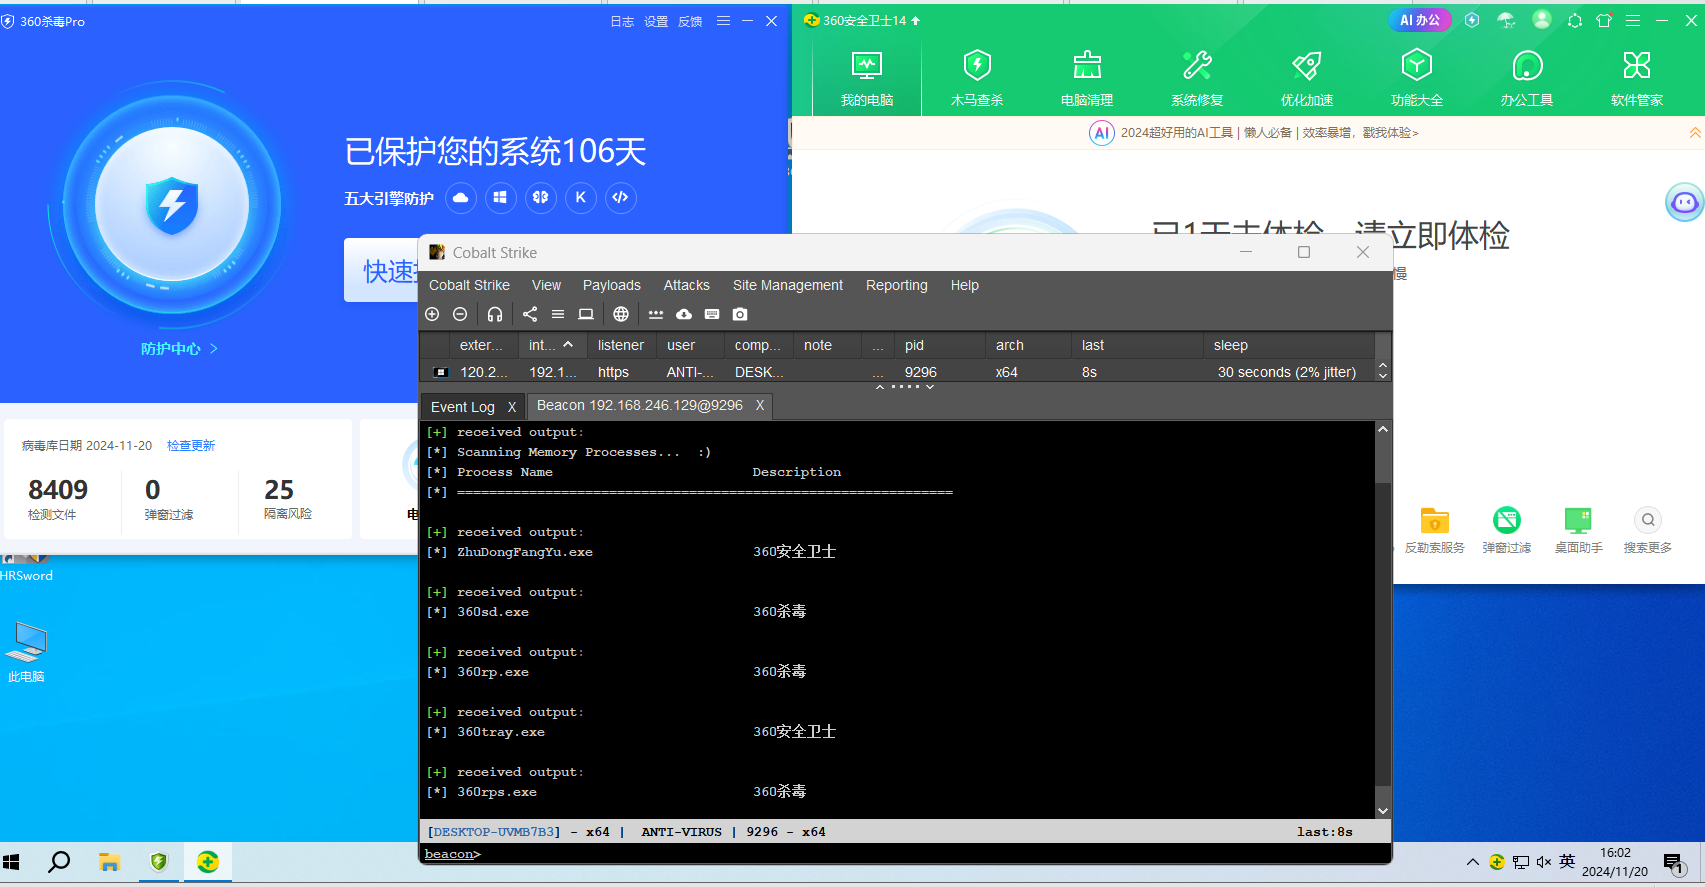 360杀毒Pro
日志 设置 反馈
已保护您的系统106天
五大引擎防护
K
快速
防护中心 >
病毒库日期 2024-11-20 检查更新
8409
检测文件
0
弹窗过滤
25
隔离风险
HRSword
此电脑
360安全卫士14
AI 办公
我的电脑
木马查杀
电脑清理
系统修复
优化加速
功能大全
办公工具
软件管家
AI 2024超好用的AI工具 | 懒人必备 | 效率暴增，戳我体验>
已1天未体检，请立即体检
慢
反勒索服务
弹窗过滤
桌面助手
搜索更多
Cobalt Strike
Cobalt Strike View Payloads Attacks Site Management Reporting Help
exter... int... listener user comp... note ... pid arch last sleep
120.2... 192.1... https ANTI-... DESK... ... 9296 x64 8s 30 seconds (2% jitter)
Event Log X Beacon 192.168.246.129@9296 X
[+] received output:
[*] Scanning Memory Processes... :)
[*] Process Name Description
[*] ==============================================================
[+] received output:
[*] ZhuDongFangYu.exe 360安全卫士
[+] received output:
[*] 360sd.exe 360杀毒
[+] received output:
[*] 360rp.exe 360杀毒
[+] received output:
[*] 360tray.exe 360安全卫士
[+] received output:
[*] 360rps.exe 360杀毒
[DESKTOP-UVMB7B3] - x64 | ANTI-VIRUS | 9296 - x64 last:8s
beacon>
英
16:02
2024/11/20
1